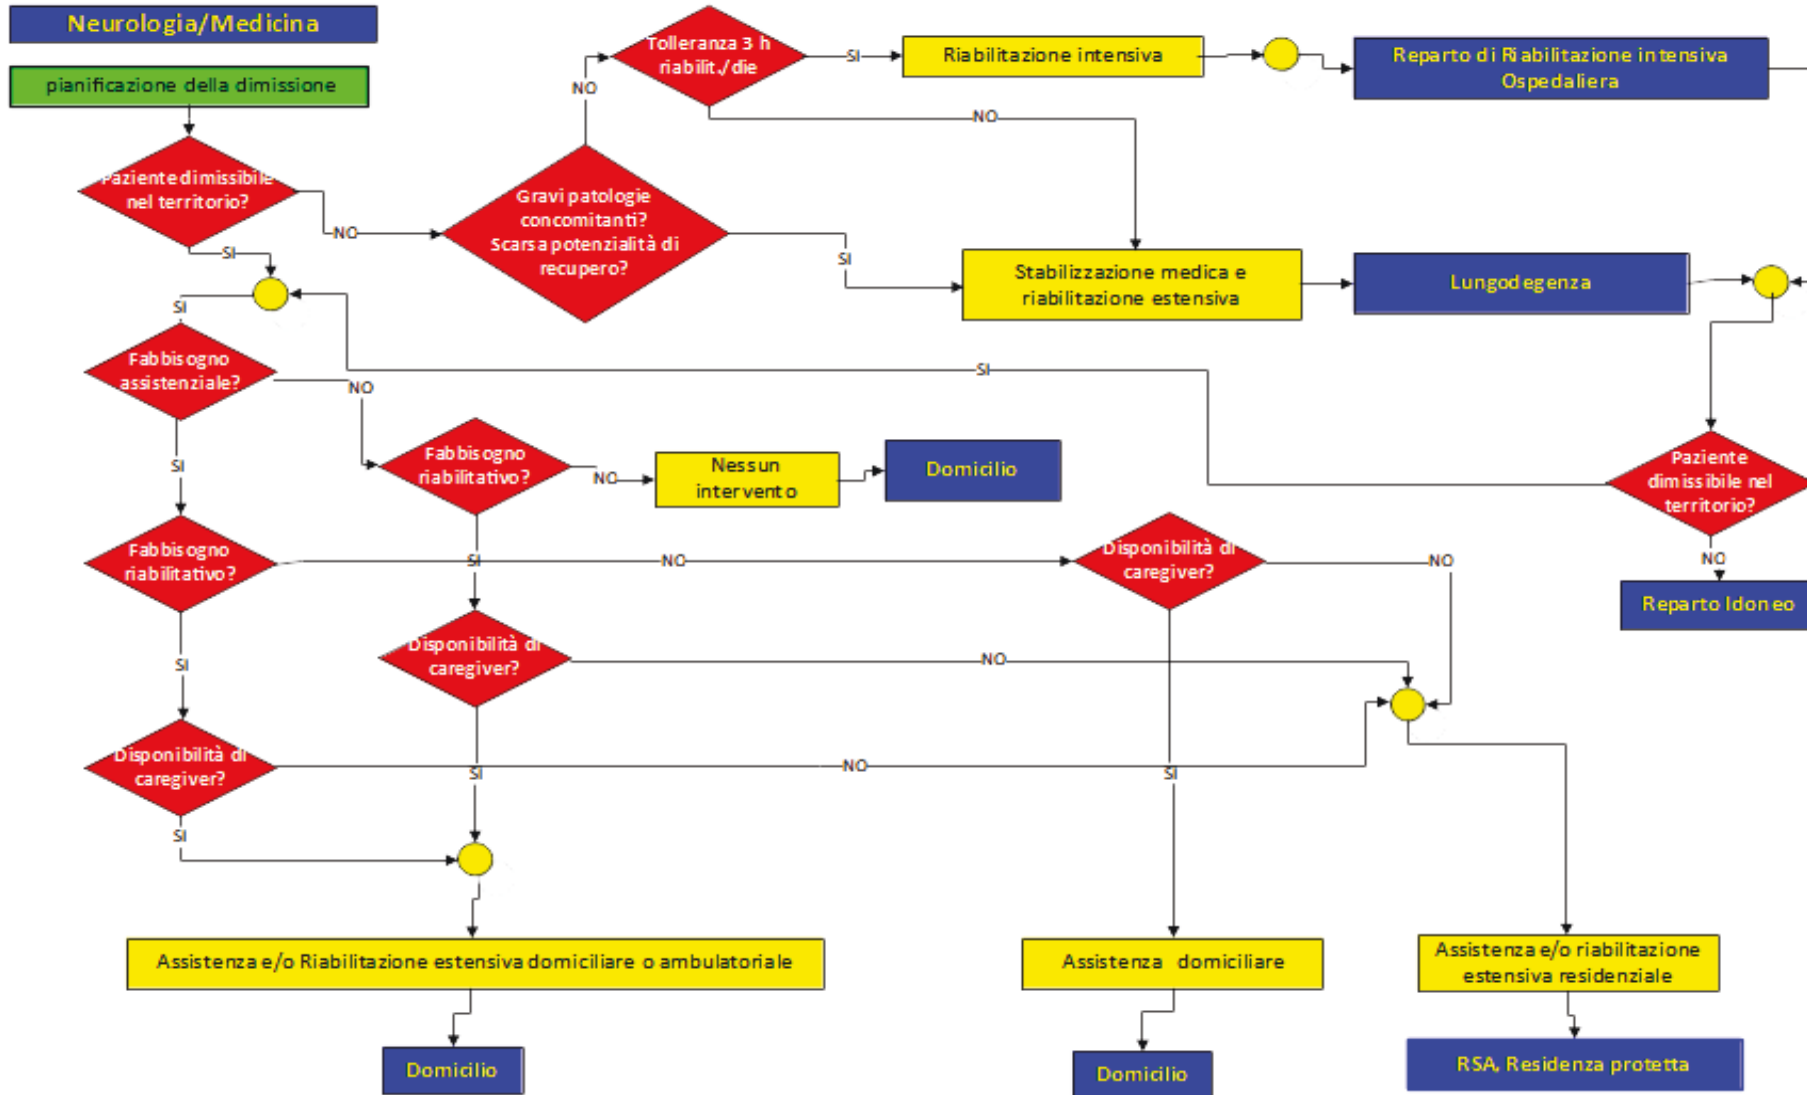 Neurologia/Medicina
pianificazione della dimissione
Paziente dimissibile
nel territorio?
NO
SI
Gravi patologie
concomitanti?
Scarsa potenzialità di
recupero?
NO
SI
Tolleranza 3 h
riabilit./die
SI
NO
Riabilitazione intensiva
Reparto di Riabilitazione intensiva
Ospedaliera
Stabilizzazione medica e
riabilitazione estensiva
Lungodegenza
SI
Fabbisogno
assistenziale?
NO
SI
SI
Fabbisogno
riabilitativo?
NO
SI
Nessun
intervento
Domicilio
Paziente
dimissibile nel
territorio?
NO
Reparto Idoneo
Fabbisogno
riabilitativo?
NO
SI
Disponibilità di
caregiver?
NO
SI
Disponibilità di
caregiver?
NO
SI
Disponibilità di
caregiver?
NO
SI
Assistenza e/o Riabilitazione estensiva domiciliare o ambulatoriale
Domicilio
Assistenza domiciliare
Domicilio
Assistenza e/o riabilitazione
estensiva residenziale
RSA, Residenza protetta